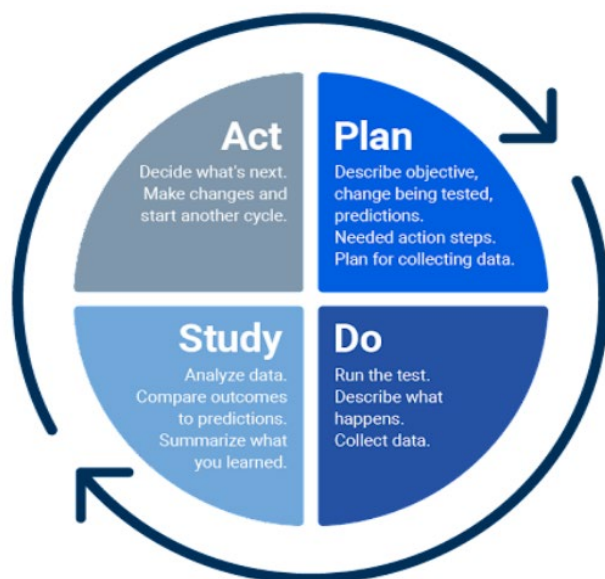 Act
Decide what's next.
Make changes and
start another cycle.
Plan
Describe objective,
change being tested,
predictions.
Needed action steps.
Plan for collecting data.
Study
Analyze data.
Compare outcomes
to predictions.
Summarize what
you learned.
Do
Run the test.
Describe what
happens.
Collect data.